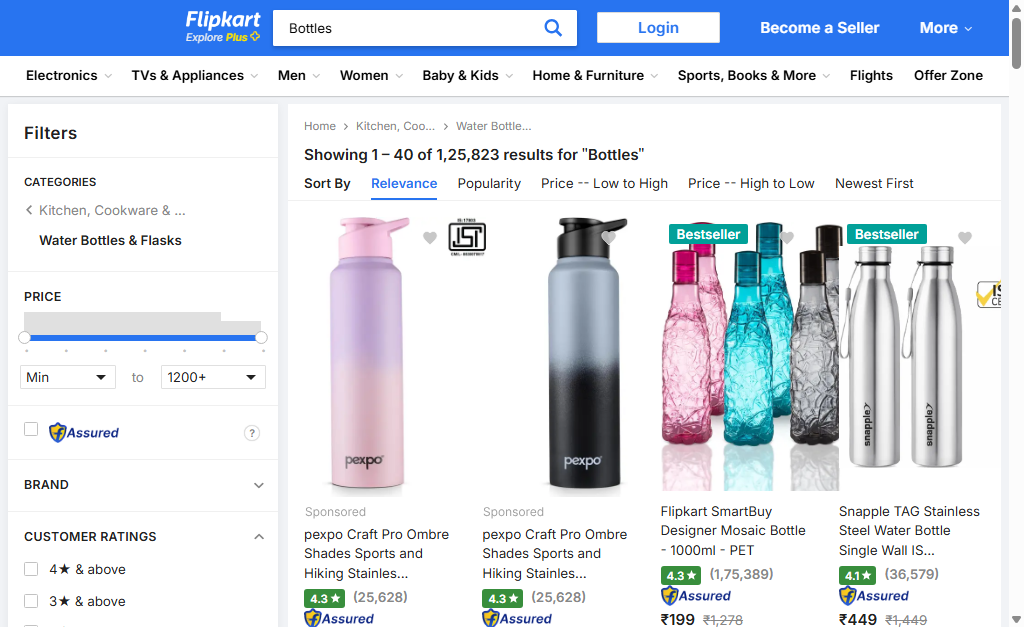 Flipkart
Explore Plus
Bottles
Login
Become a Seller
More
Electronics
TVs & Appliances
Men
Women
Baby & Kids
Home & Furniture
Sports, Books & More
Flights
Offer Zone
Filters
CATEGORIES
Kitchen, Cookware & ...
Water Bottles & Flasks
PRICE
Min
to
1200+
Assured
?
BRAND
CUSTOMER RATINGS
4★ & above
3★ & above
Home
Kitchen, Coo...
Water Bottle...
Showing 1 – 40 of 1,25,823 results for "Bottles"
Sort By
Relevance
Popularity
Price -- Low to High
Price -- High to Low
Newest First
pexpo
Sponsored
pexpo Craft Pro Ombre
Shades Sports and
Hiking Stainles...
4.3★
(25,628)
Assured
pexpo
Sponsored
pexpo Craft Pro Ombre
Shades Sports and
Hiking Stainles...
4.3★
(25,628)
Assured
Bestseller
Flipkart SmartBuy
Designer Mosaic Bottle
- 1000ml - PET
4.3★
(1,75,389)
Assured
₹199 ₹1,278
Bestseller
snapple
snapple
Snapple TAG Stainless
Steel Water Bottle
Single Wall IS...
4.1★
(36,579)
Assured
₹449 ₹1,449